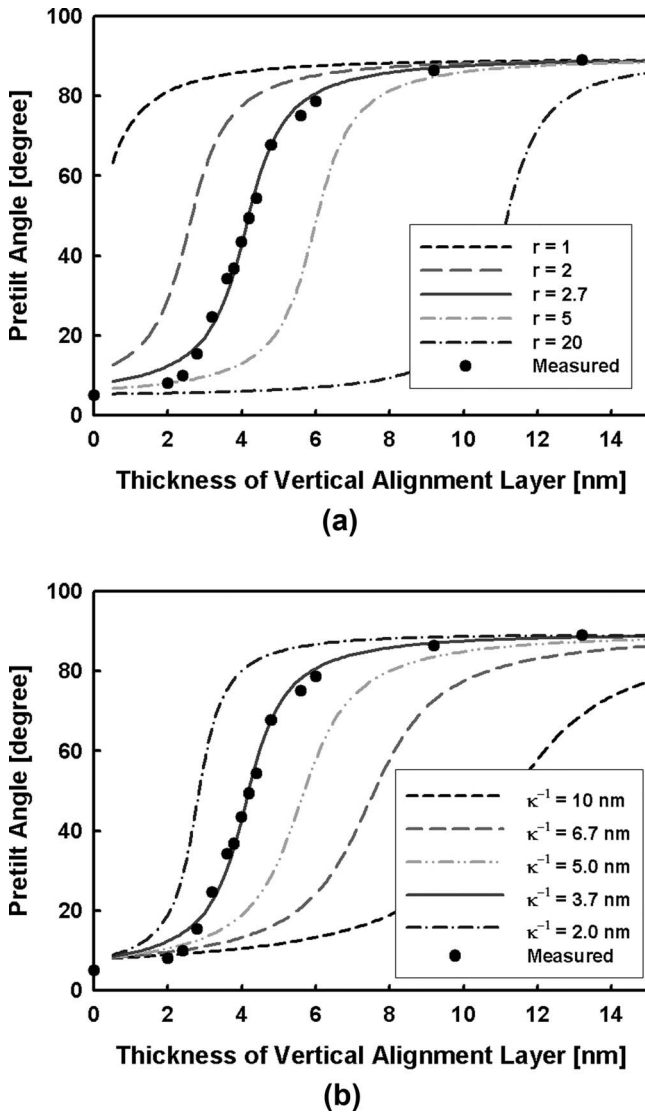 100
80
60
40
20
0
Pretilt Angle [degree]
r = 1
r = 2
r = 2.7
r = 5
r = 20
Measured
0 2 4 6 8 10 12 14
Thickness of Vertical Alignment Layer [nm]
(a)
100
80
60
40
20
0
Pretilt Angle [degree]
κ⁻¹ = 10 nm
κ⁻¹ = 6.7 nm
κ⁻¹ = 5.0 nm
κ⁻¹ = 3.7 nm
κ⁻¹ = 2.0 nm
Measured
0 2 4 6 8 10 12 14
Thickness of Vertical Alignment Layer [nm]
(b)